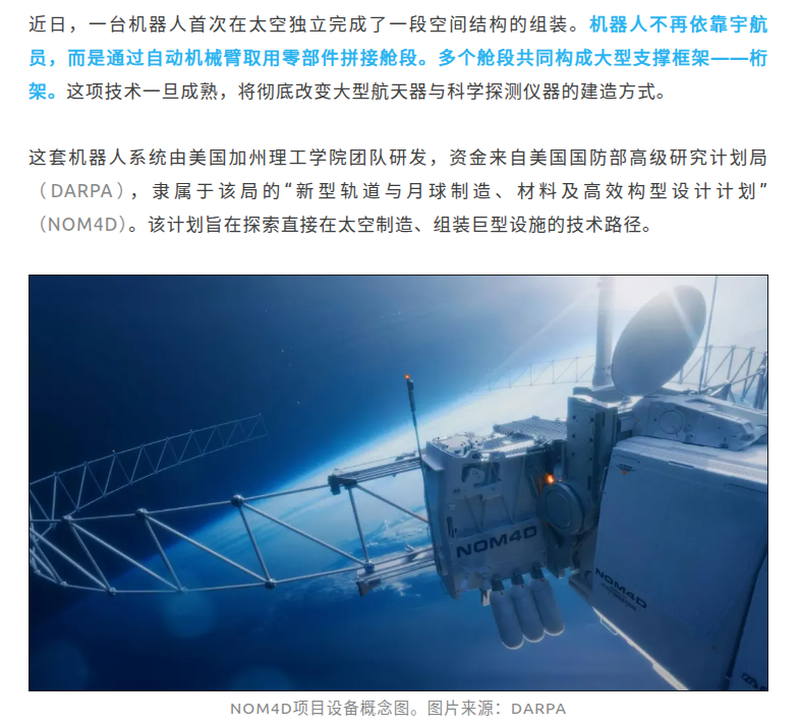 近日，一台机器人首次在太空独立完成了一段空间结构的组装。机器人不再依靠宇航
员，而是通过自动机械臂取用零部件拼接舱段。多个舱段共同构成大型支撑框架——桁
架。这项技术一旦成熟，将彻底改变大型航天器与科学探测仪器的建造方式。
这套机器人系统由美国加州理工学院团队研发，资金来自美国国防部高级研究计划局
（DARPA），隶属于该局的“新型轨道与月球制造、材料及高效构型设计计划”
（NOM4D）。该计划旨在探索直接在太空制造、组装巨型设施的技术路径。
NOM4D
NOM4D
NOM4D项目设备概念图。图片来源：DARPA